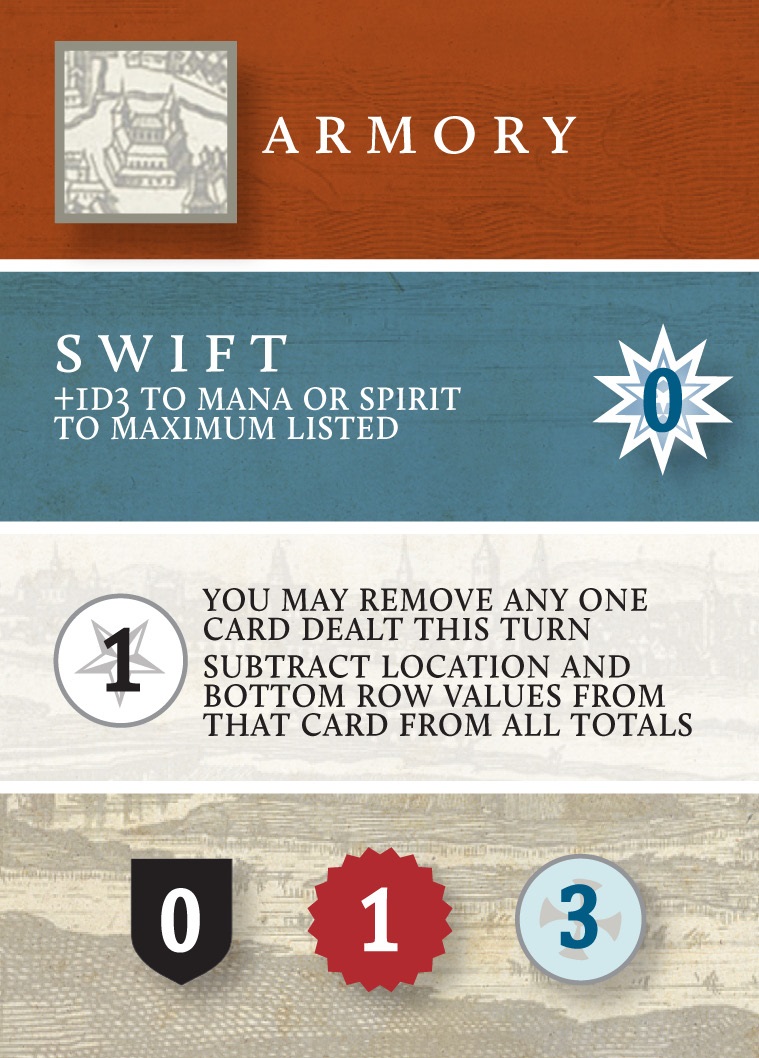 ARMORY
SWIFT
+1D3 TO MANA OR SPIRIT
TO MAXIMUM LISTED
0
1
YOU MAY REMOVE ANY ONE
CARD DEALT THIS TURN
SUBTRACT LOCATION AND
BOTTOM ROW VALUES FROM
THAT CARD FROM ALL TOTALS
0
1
3